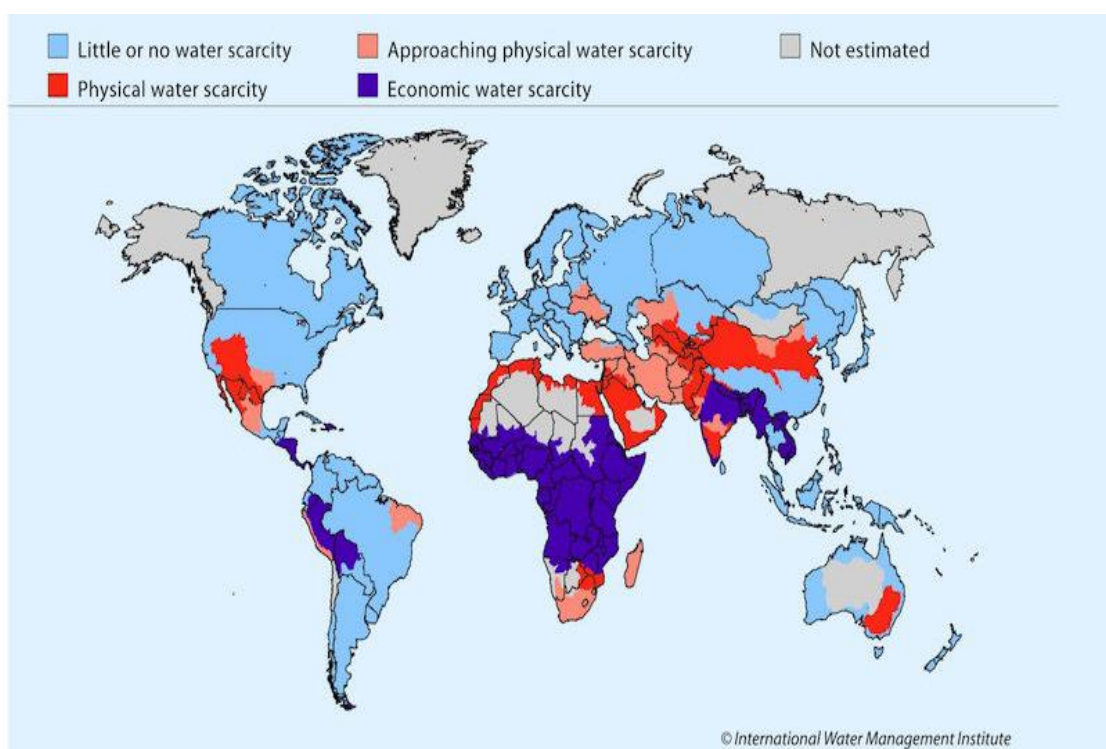 Little or no water scarcity
Approaching physical water scarcity
Not estimated
Physical water scarcity
Economic water scarcity
© International Water Management Institute